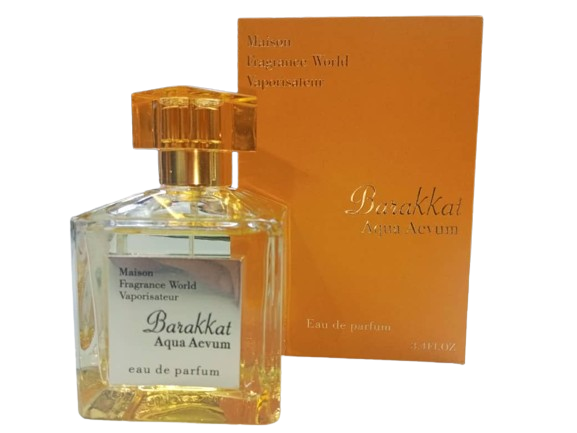 Maison
Fragrance World
Vaporisateur
Barakkat
Aqua Aevum
Eau de parfum
3.4FL.OZ
Maison
Fragrance World
Vaporisateur
Barakkat
Aqua Aevum
eau de parfum